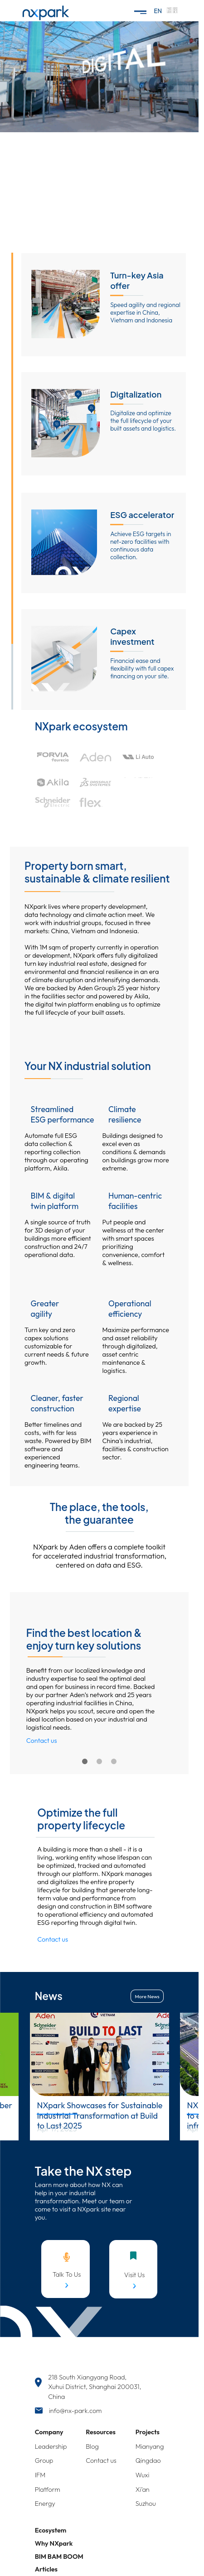 nxpark
EN
DIGITAL
Turn-key Asia
offer
Speed agility and regional
expertise in China,
Vietnam and Indonesia
Digitalization
Digitalize and optimize
the full lifecycle of your
built assets and logistics.
ESG accelerator
Achieve ESG targets in
net-zero facilities with
continuous data
collection.
Capex
investment
Financial ease and
flexibility with full capex
financing on your site.
NXpark ecosystem
FORVIA
faurecia
Aden
Li Auto
Akila
Schneider
Electric
flex
Property born smart,
sustainable & climate resilient
NXpark lives where property development,
data technology and climate action meet. We
work with industrial groups, focused in three
markets: China, Vietnam and Indonesia.
With 1M sqm of property currently in operation
or development, NXpark offers fully digitalized
turn key industrial real estate, designed for
environmental and financial resilience in an era
of climate disruption and intensifying demands.
We are backed by Aden Group's 25 year history
in the facilities sector and powered by Akila,
the digital twin platform enabling us to optimize
the full lifecycle of your built assets.
Your NX industrial solution
Streamlined
ESG performance
Automate full ESG
data collection &
reporting collection
through our operating
platform, Akila.
Climate
resilience
Buildings designed to
excel even as
conditions & demands
on buildings grow more
extreme.
BIM & digital
twin platform
A single source of truth
for 3D design of your
buildings more efficient
construction and 24/7
operational data.
Human-centric
facilities
Put people and
wellness at the center
with smart spaces
prioritizing
convenience, comfort
& wellness.
Greater
agility
Turn key and zero
capex solutions
customizable for
current needs & future
growth.
Operational
efficiency
Maximize performance
and asset reliability
through digitalized,
asset centric
maintenance &
logistics.
Cleaner, faster
construction
Better timelines and
costs, with far less
waste. Powered by BIM
software and
experienced
engineering teams.
Regional
expertise
We are backed by 25
years experience in
China's industrial,
facilities & construction
sector.
The place, the tools,
the guarantee
NXpark by Aden offers a complete toolkit
for accelerated industrial transformation,
centered on data and ESG.
Find the best location &
enjoy turn key solutions
Benefit from our localized knowledge and
industry expertise to select the optimal deal
and open for business in record time. Backed
by our partner Aden's network and 25 years
operating industrial facilities in China,
NXpark helps you scout, secure and open the
ideal location based on your industrial and
logistical needs.
Contact us
Optimize the full
property lifecycle
A building is more than a shell - it is a
living, working entity whose lifespan can
be optimized, tracked and automated
through our platform. NXpark manages
an digitalizes the entire property
lifecycle for building that generate long-
term value and performance from
design and construction in BIM software
to operational efficiency and automated
ESG reporting through digital twin.
Contact us
News
More News
Aden
Schneider
Electric
BUILD TO LAST
ber
NXpark Showcases for Sustainable
Industrial Transformation at Build
to Last 2025
NX
to
infr
Take the NX step
Learn more about how NX can
help in your industrial
transformation. Meet our team or
come to visit a NXpark site near
you.
Talk To Us
Visit Us
218 South Xiangyang Road,
Xuhui District, Shanghai 200031,
China
info@nx-park.com
Company
Leadership
Group
IFM
Platform
Energy
Resources
Blog
Contact us
Projects
Mianyang
Qingdao
Wuxi
Xi'an
Suzhou
Ecosystem
Why NXpark
BIM BAM BOOM
Articles